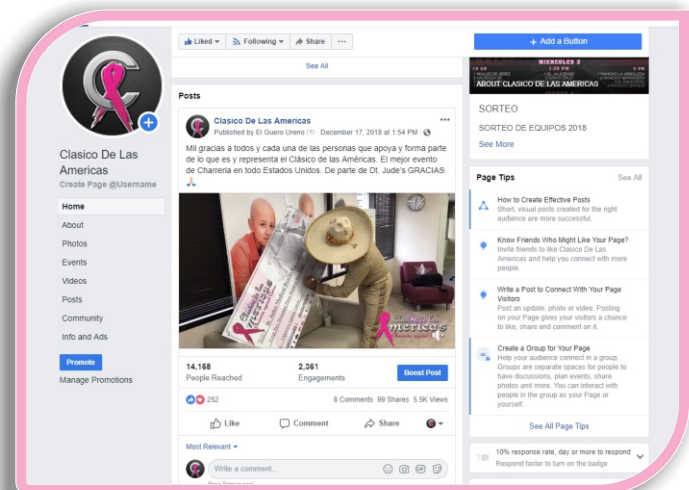 Liked
Following
Share
+ Add a Button
See All
MIERCOLES 3
ABOUT CLASICO DE LAS AMERICAS
SORTEO
SORTEO DE EQUIPOS 2018
See More
Clasico De Las
Americas
Create Page @Username
Home
About
Photos
Events
Videos
Posts
Community
Info and Ads
Promote
Manage Promotions
Posts
Clasico De Las Americas
Published by El Guero Ureno [?] · December 17, 2018 at 1:54 PM ·
Mil gracias a todos y cada una de las personas que apoya y forma parte
de lo que es y representa el Clásico de las Américas. El mejor evento
de Charreria en todo Estados Unidos. De parte de Dt. Jude's GRACIAS.
Clasico de las
Americas
14,168
People Reached
2,361
Engagements
Boost Post
252
8 Comments 99 Shares 5.5K Views
Like
Comment
Share
Most Relevant
Write a comment...
Page Tips
See All
How to Create Effective Posts
Short, visual posts created for the right
audience are more successful.
Know Friends Who Might Like Your Page?
Invite friends to like Clasico De Las
Americas and help you connect with more
people.
Write a Post to Connect With Your Page
Visitors
Post an update, photo or video. Posting
on your Page gives your visitors a chance
to like, share and comment on it.
Create a Group for Your Page
Help your audience connect in a group.
Groups are separate spaces for people to
have discussions, plan events, share
photos and more. You can interact with
people in the group as your Page or
yourself.
See All Page Tips
10% response rate, day or more to respond
Respond faster to turn on the badge